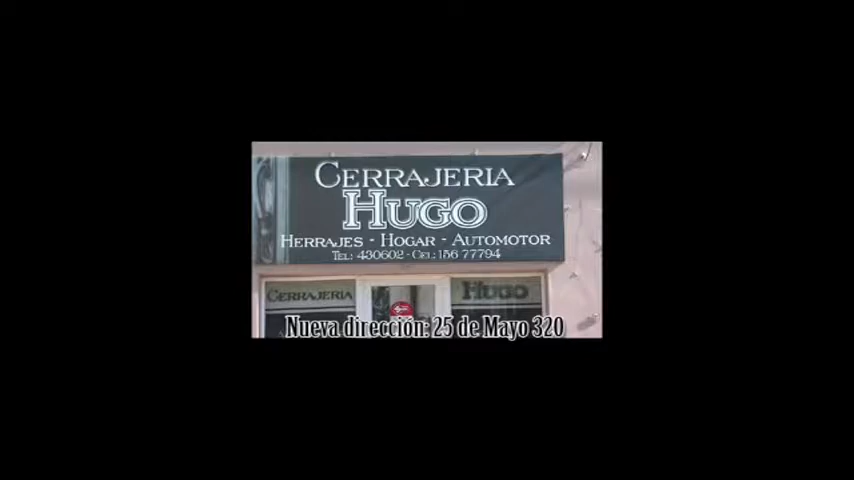 CERRAJERIA
HUGO
HERRAJES - HOGAR - AUTOMOTOR
TEL: 430602 - CEL: 156 77794
CERRAJERIA HUGO
Nueva dirección: 25 de Mayo 320